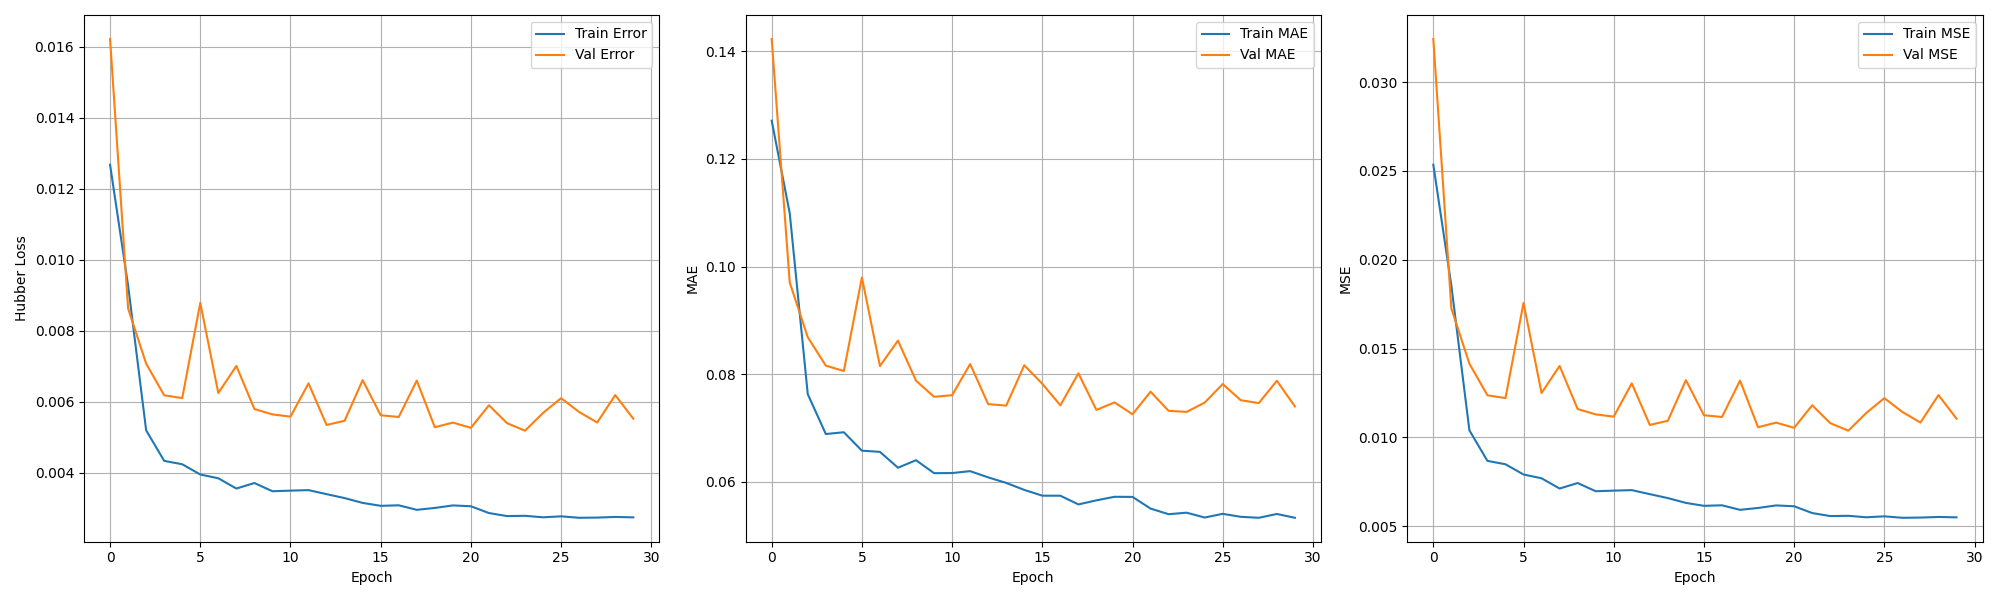 Hubber Loss
0.016
0.014
0.012
0.010
0.008
0.006
0.004
Train Error
Val Error
0 5 10 15 20 25 30
Epoch
MAE
0.14
0.12
0.10
0.08
0.06
Train MAE
Val MAE
0 5 10 15 20 25 30
Epoch
MSE
0.030
0.025
0.020
0.015
0.010
0.005
Train MSE
Val MSE
0 5 10 15 20 25 30
Epoch